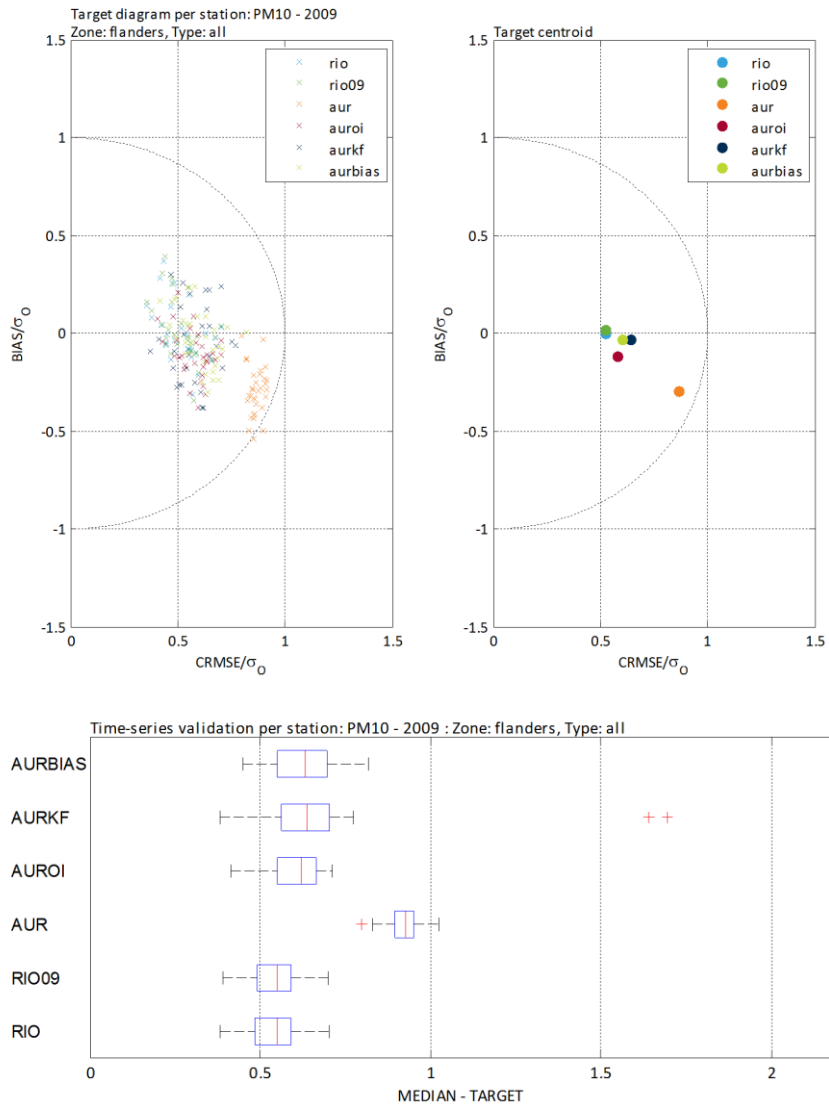 Target diagram per station: PM10 - 2009
Zone: flanders, Type: all
1.5
1
0.5
0
-0.5
-1
-1.5
BIAS/σO
0
0.5
1
1.5
CRMSE/σO
rio
rio09
aur
auroi
aurkf
aurbias
Target centroid
1.5
1
0.5
0
-0.5
-1
-1.5
BIAS/σO
0
0.5
1
1.5
CRMSE/σO
rio
rio09
aur
auroi
aurkf
aurbias
Time-series validation per station: PM10 - 2009 : Zone: flanders, Type: all
AURBIAS
AURKF
AUROI
AUR
RIO09
RIO
0
0.5
1
1.5
2
MEDIAN - TARGET